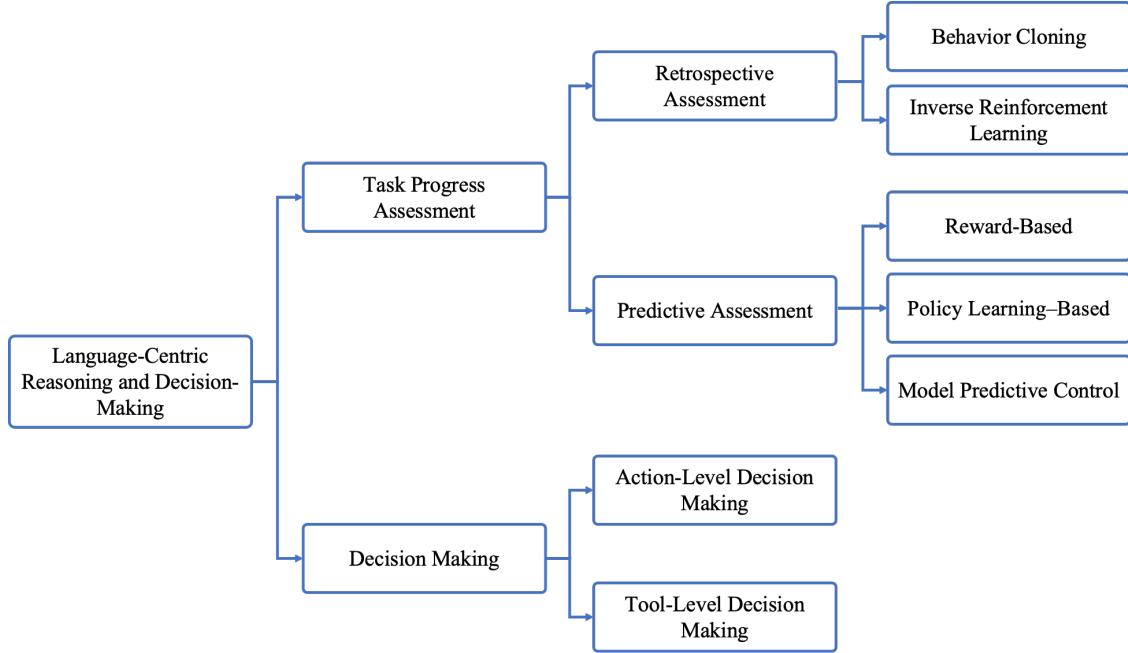 Behavior Cloning
Retrospective
Assessment
Inverse Reinforcement
Learning
Task Progress
Assessment
Reward-Based
Predictive Assessment
Policy Learning–Based
Language-Centric
Reasoning and Decision-
Making
Model Predictive Control
Action-Level Decision
Making
Decision Making
Tool-Level Decision
Making